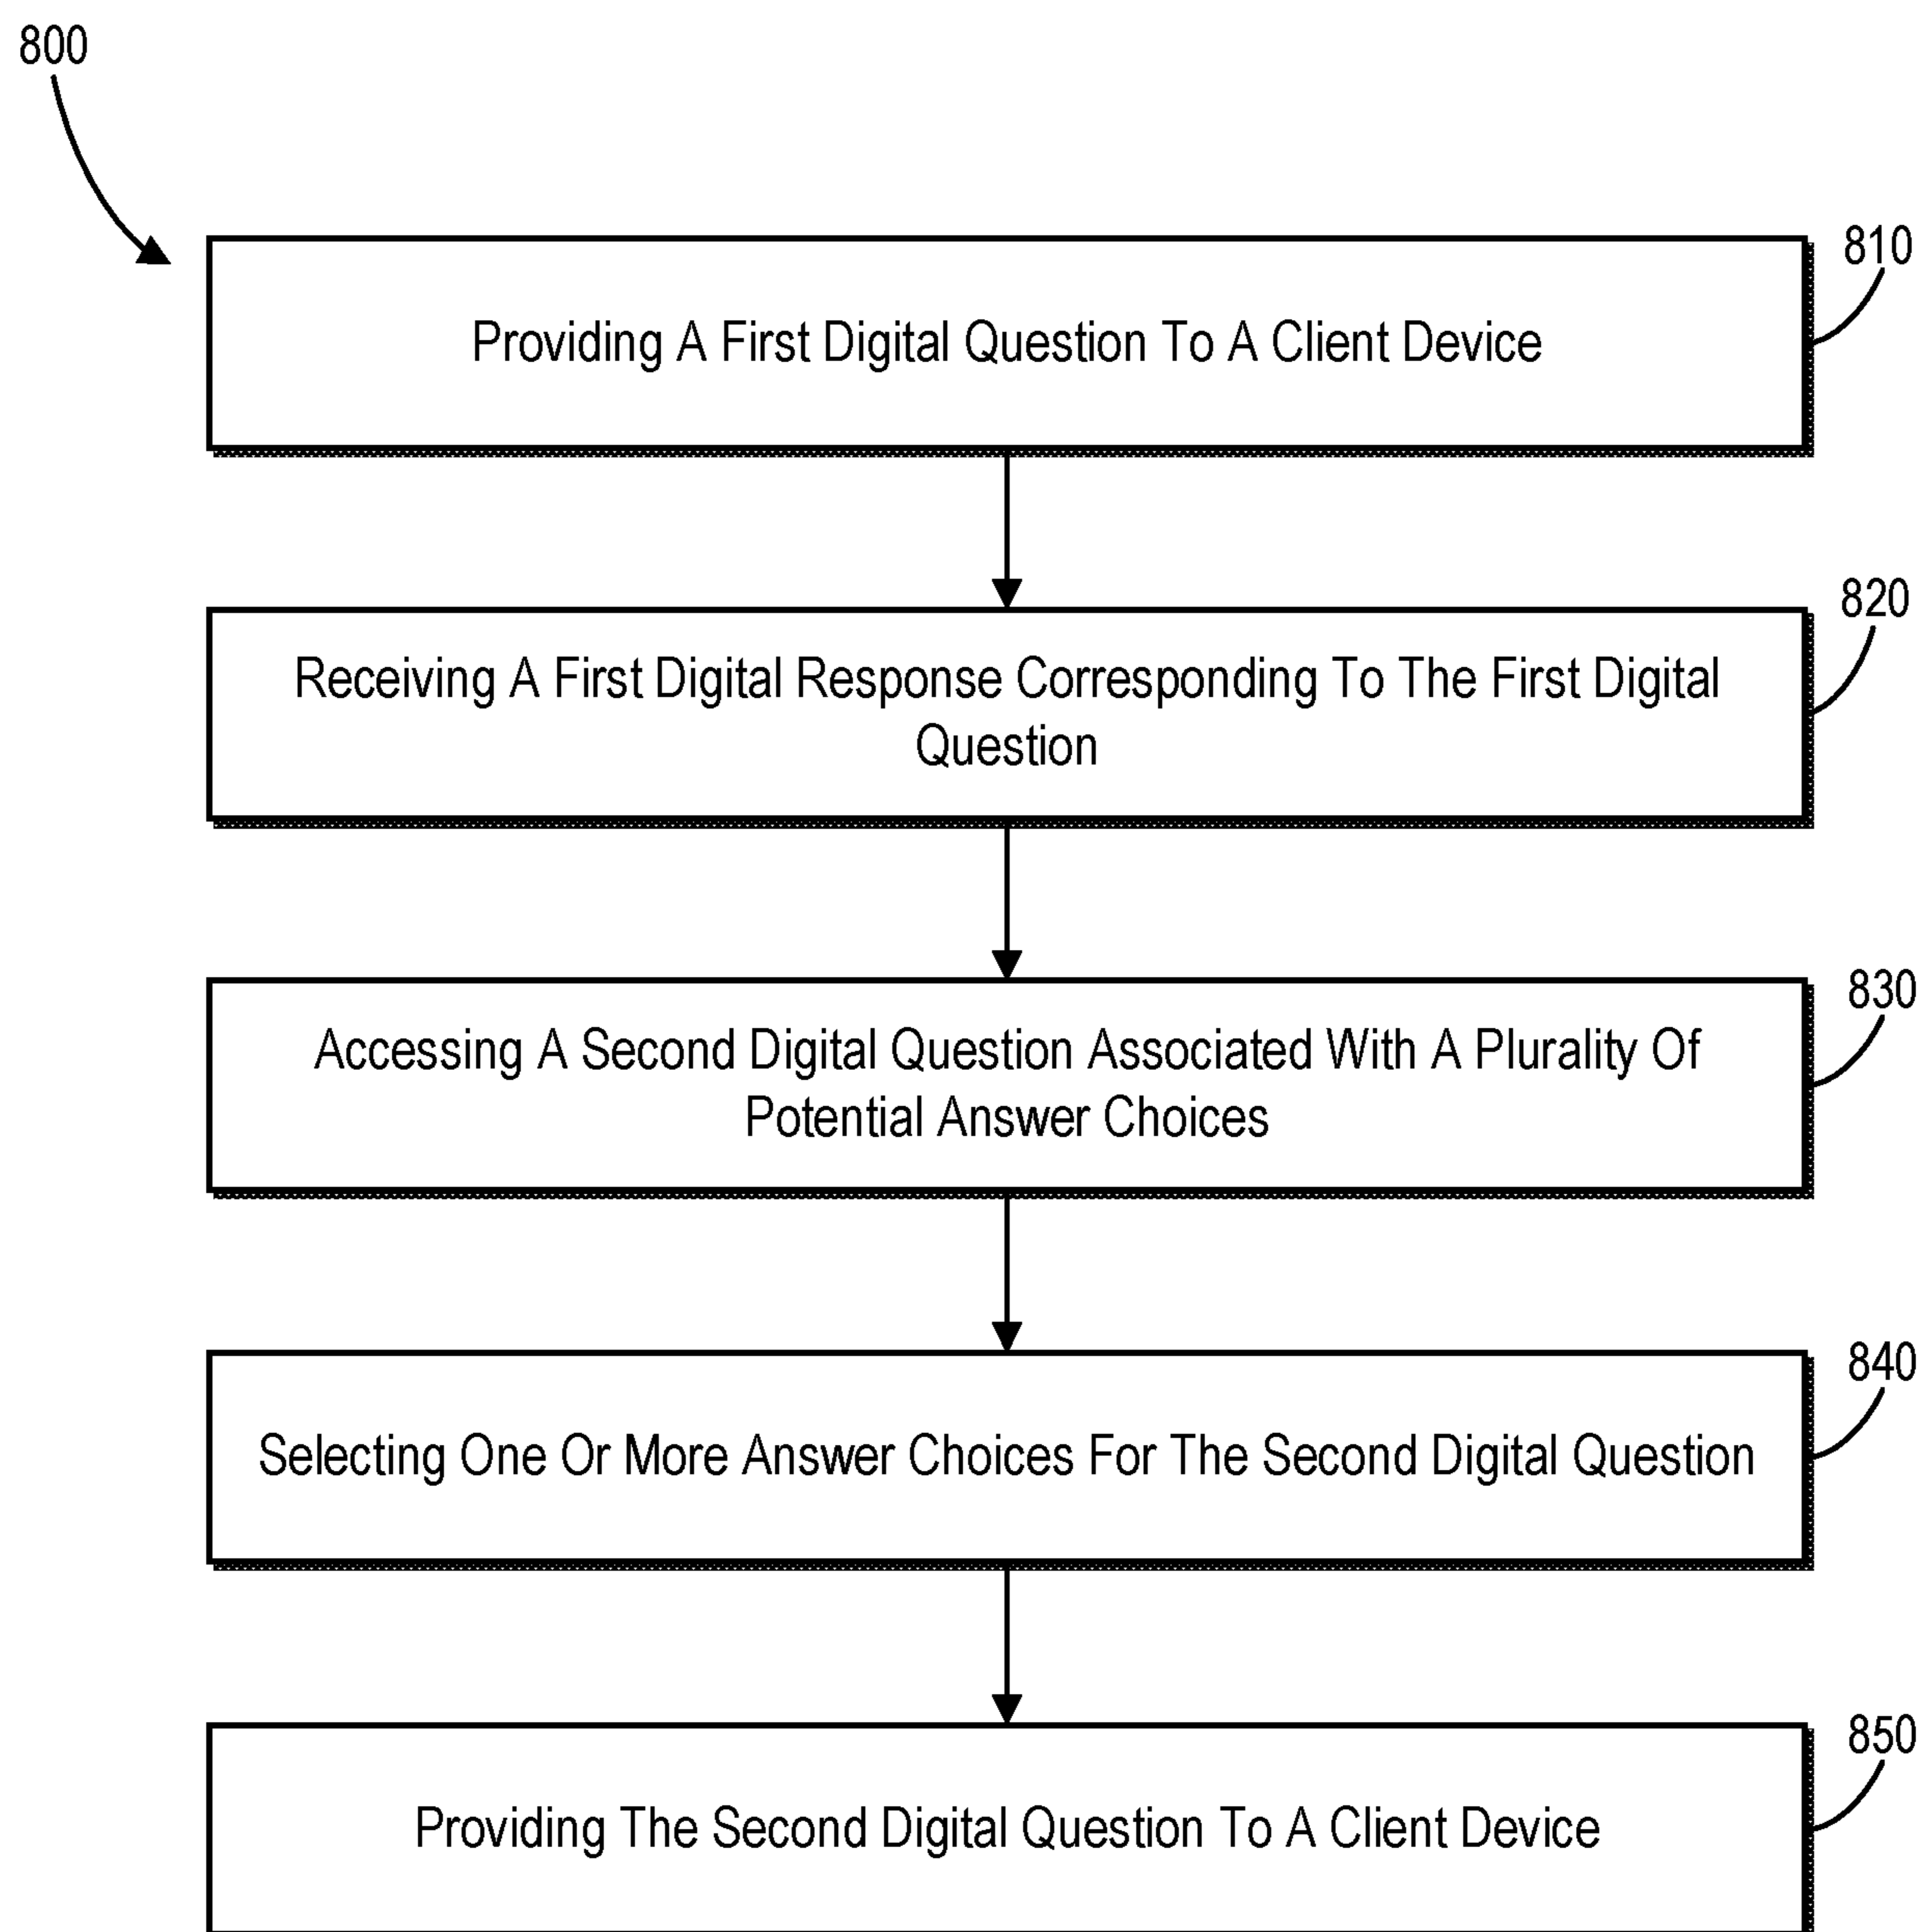 800
810
Providing A First Digital Question To A Client Device
820
Receiving A First Digital Response Corresponding To The First Digital
Question
830
Accessing A Second Digital Question Associated With A Plurality Of
Potential Answer Choices
840
Selecting One Or More Answer Choices For The Second Digital Question
850
Providing The Second Digital Question To A Client Device